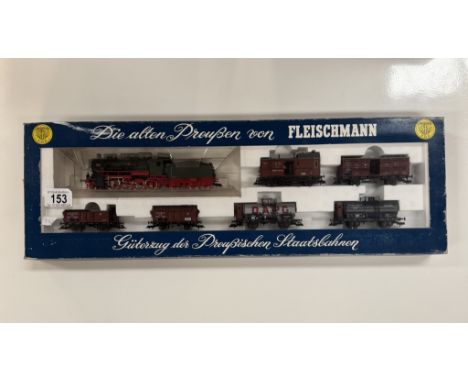 Die alten Preußen von FLEISCHMANN
153
Güterzug der Preußischen Staatsbahnen